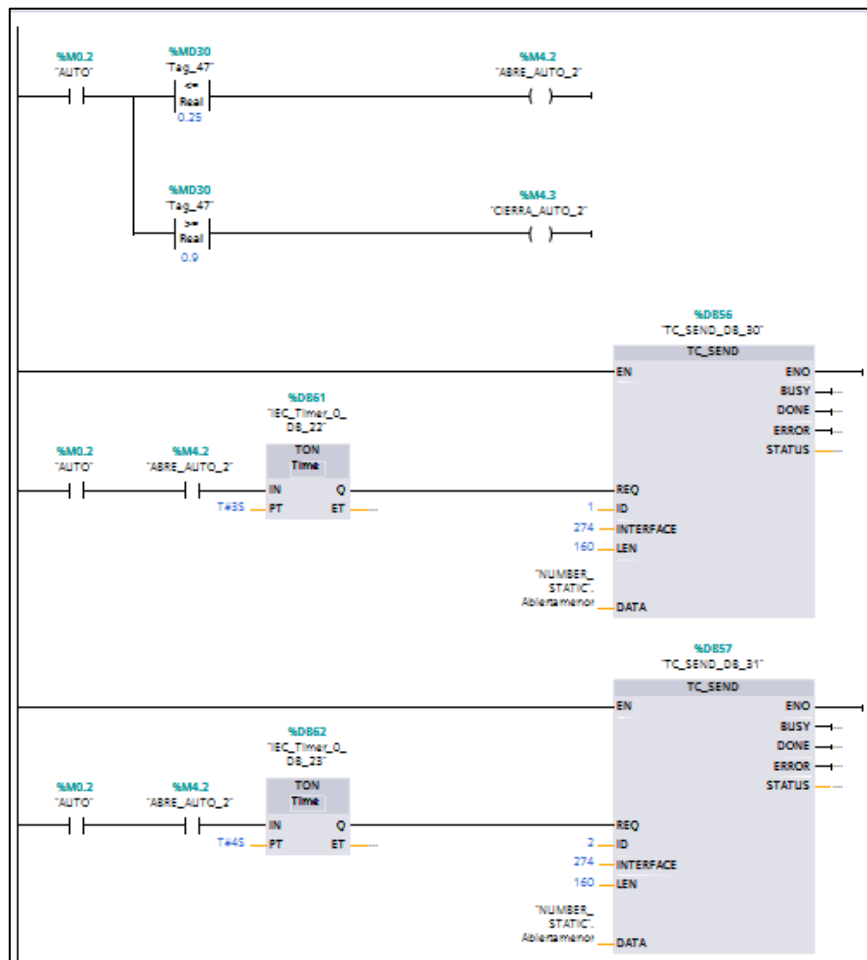 %M0.2
"AUTO"
%MD30
"Tag_47"
<=
Real
0.25
%M4.2
"ABRE_AUTO_2"
%MD30
"Tag_47"
>=
Real
0.9
%M4.3
"CIERRA_AUTO_2"
%DB56
"TC_SEND_DB_30"
TC_SEND
EN
ENO
BUSY
DONE
ERROR
STATUS
%DB61
"IEC_Timer_0_
DB_22"
TON
Time
%M0.2
"AUTO"
%M4.2
"ABRE_AUTO_2"
IN
Q
T#3S
PT
ET
REQ
1
ID
274
INTERFACE
160
LEN
"NUMBER_
STATIC".
Abiertamenor
DATA
%DB57
"TC_SEND_DB_31"
TC_SEND
EN
ENO
BUSY
DONE
ERROR
STATUS
%DB62
"IEC_Timer_0_
DB_23"
TON
Time
%M0.2
"AUTO"
%M4.2
"ABRE_AUTO_2"
IN
Q
T#4S
PT
ET
REQ
2
ID
274
INTERFACE
160
LEN
"NUMBER_
STATIC".
Abiertamenor
DATA